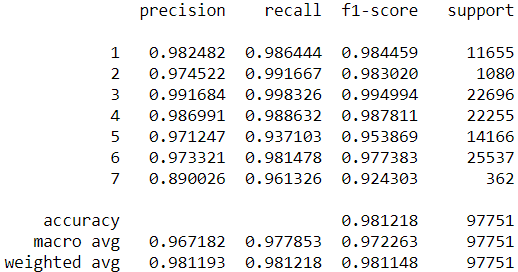 precision recall f1-score support
1 0.982482 0.986444 0.984459 11655
2 0.974522 0.991667 0.983020 1080
3 0.991684 0.998326 0.994994 22696
4 0.986991 0.988632 0.987811 22255
5 0.971247 0.937103 0.953869 14166
6 0.973321 0.981478 0.977383 25537
7 0.890026 0.961326 0.924303 362
accuracy 0.981218 97751
macro avg 0.967182 0.977853 0.972263 97751
weighted avg 0.981193 0.981218 0.981148 97751